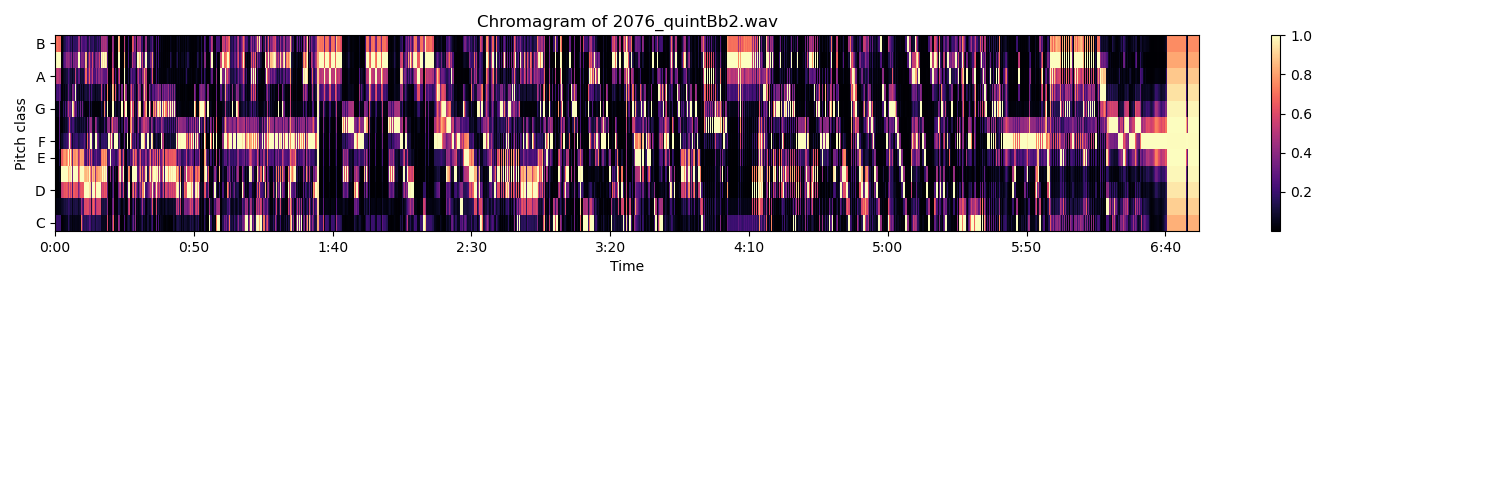 Chromagram of 2076_quintBb2.wav
Pitch class
B
A
G
F
E
D
C
0:00 0:50 1:40 2:30 3:20 4:10 5:00 5:50 6:40
Time
1.0
0.8
0.6
0.4
0.2